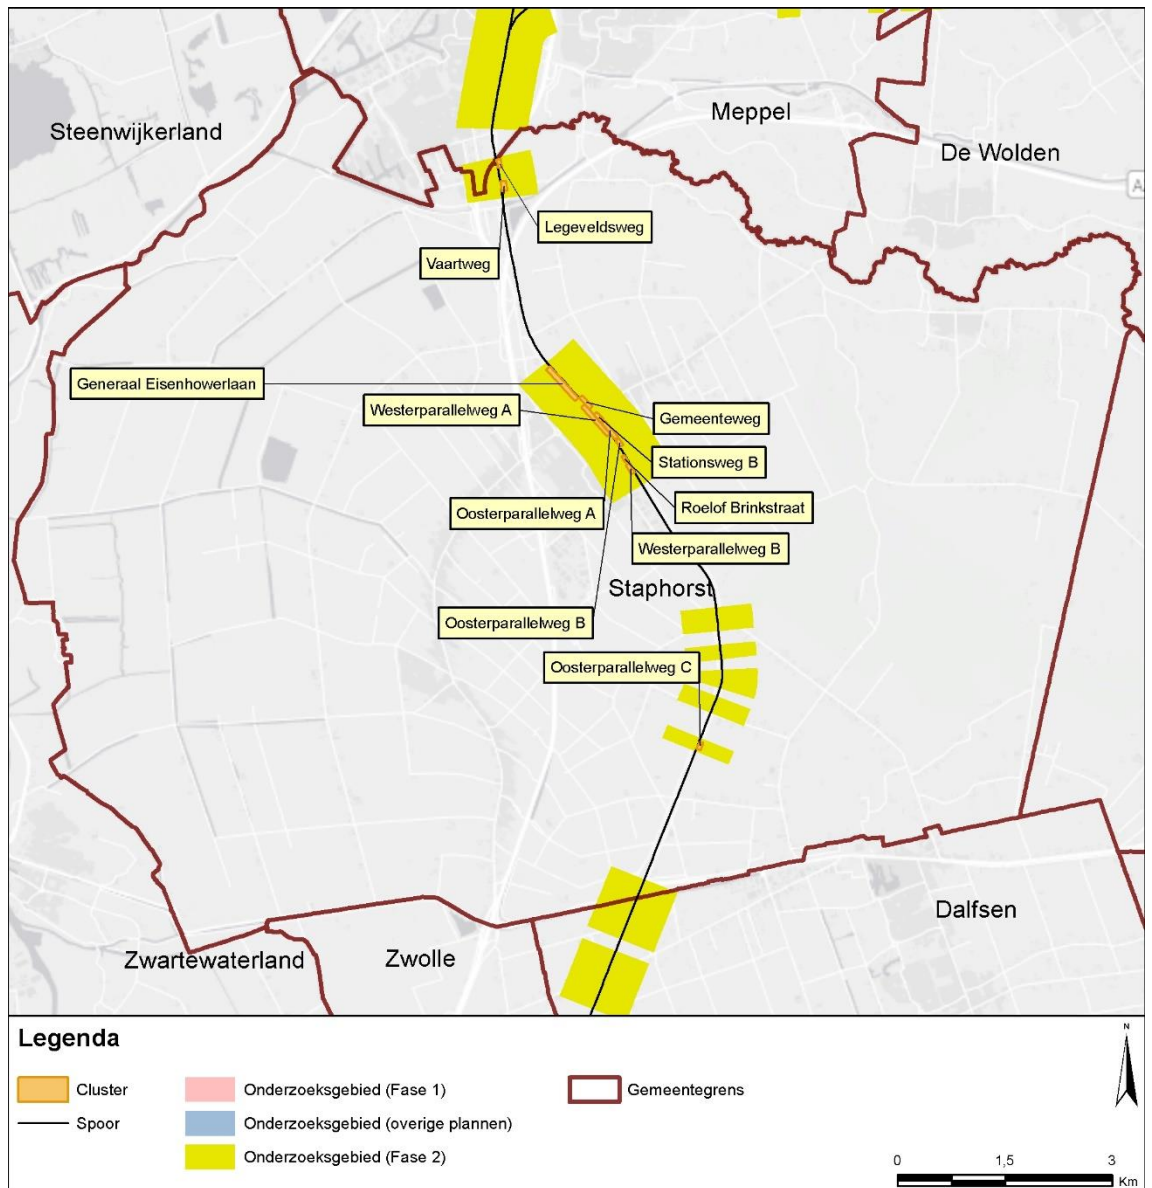 Meppel
Steenwijkerland
De Wolden
A
Legeveldsweg
Vaartweg
Generaal Eisenhowerlaan
Westerparallelweg A
Gemeenteweg
Stationsweg B
Oosterparallelweg A
Roelof Brinkstraat
Westerparallelweg B
Staphorst
Oosterparallelweg B
Oosterparallelweg C
Dalfsen
Zwartewaterland
Zwolle
Legenda
Cluster
Spoor
Onderzoeksgebied (Fase 1)
Onderzoeksgebied (overige plannen)
Onderzoeksgebied (Fase 2)
Gemeentegrens
N
0 1,5 3
Km